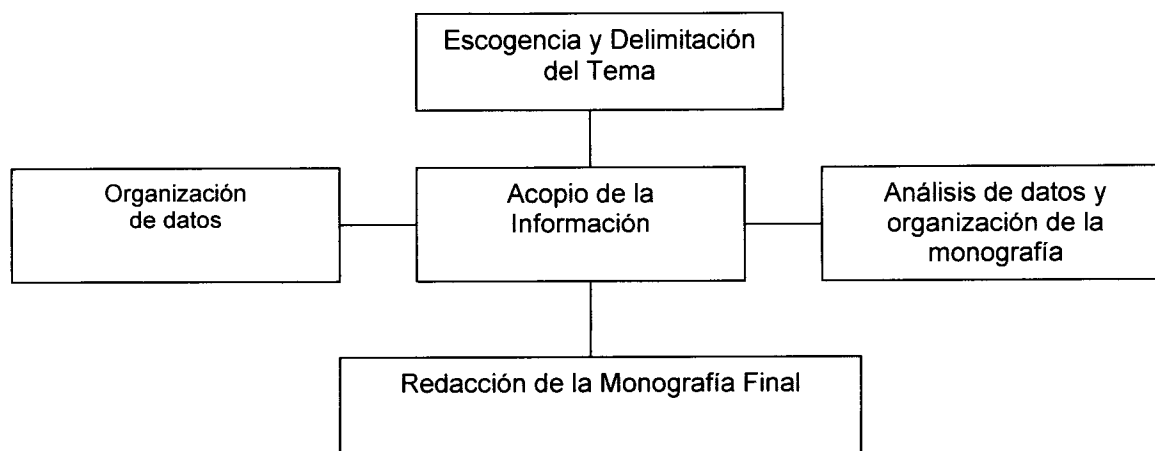 Escogencia y Delimitación
del Tema
Organización
de datos
Acopio de la
Información
Análisis de datos y
organización de la
monografía
Redacción de la Monografía Final